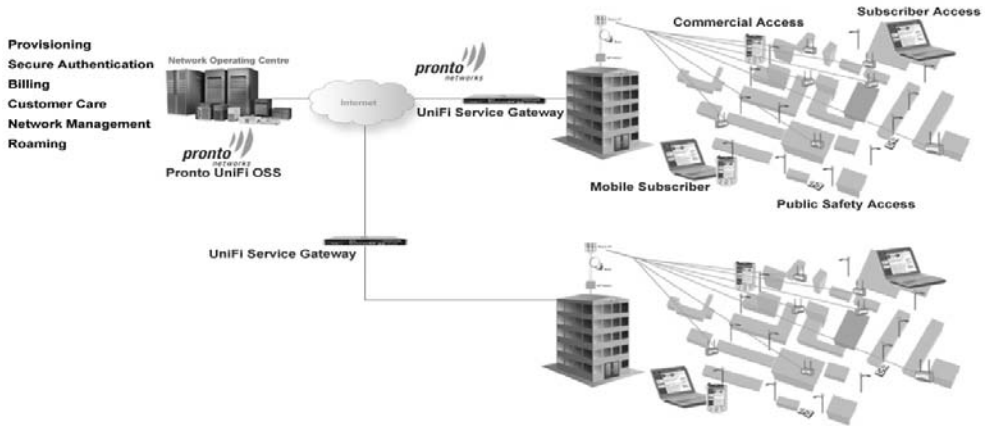 Provisioning
Secure Authentication
Billing
Customer Care
Network Management
Roaming
Network Operating Centre
pronto
networks
Pronto UniFi OSS
Internet
pronto
networks
UniFi Service Gateway
Commercial Access
Subscriber Access
Mobile Subscriber
Public Safety Access
UniFi Service Gateway